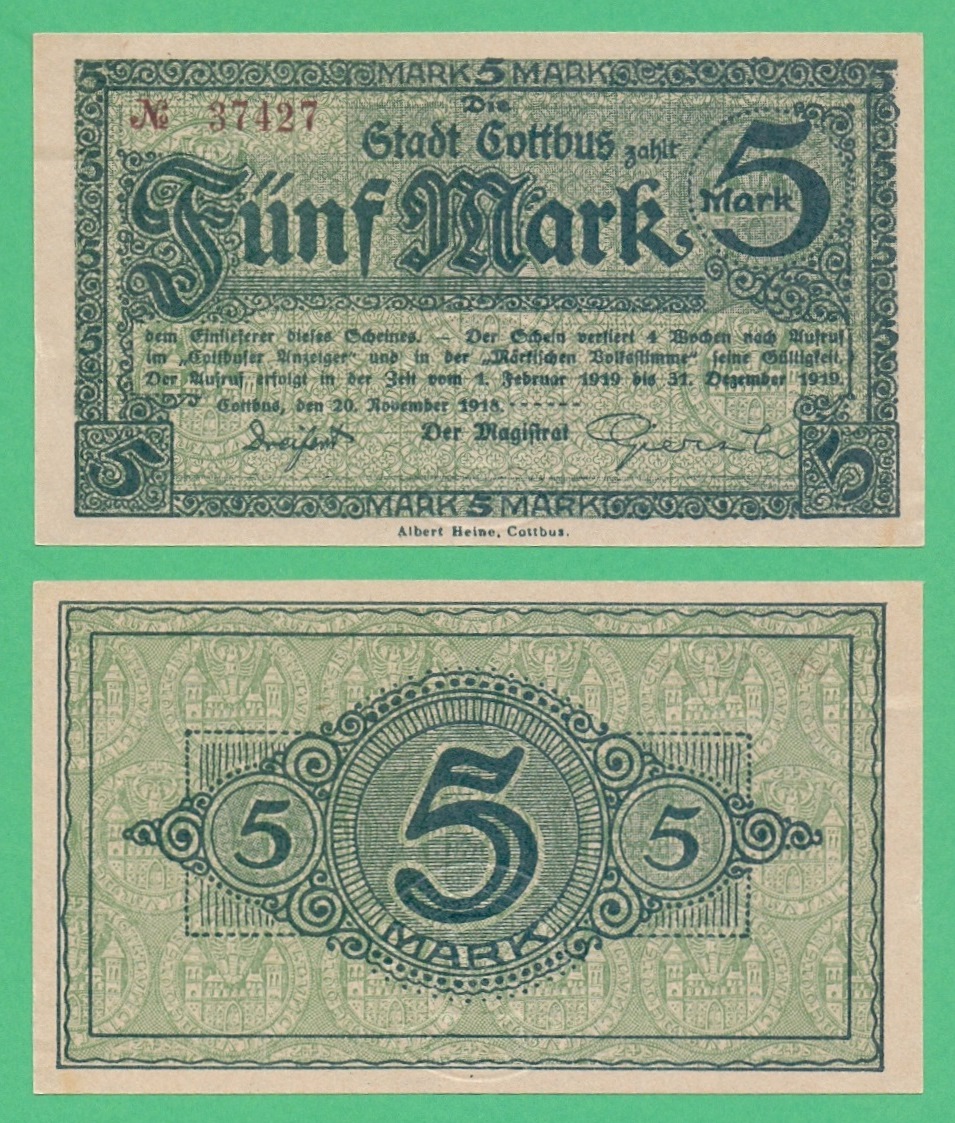 MARK 5 MARK
№ 37427
Die
Stadt Cottbus zahlt
Fünf Mark
5
Mark
dem Einlieferer dieses Scheines. — Der Schein verliert 4 Wochen nach Aufruf
im „Cottbuser Anzeiger" und in der „Märkischen Volksstimme" seine Gültigkeit.
Der Aufruf erfolgt in der Zeit vom 1. Februar 1919 bis 31. Dezember 1919.
Cottbus, den 20. November 1918.
Der Magistrat
5
5
MARK 5 MARK
Albert Heine, Cottbus.
5
5
5
MARK